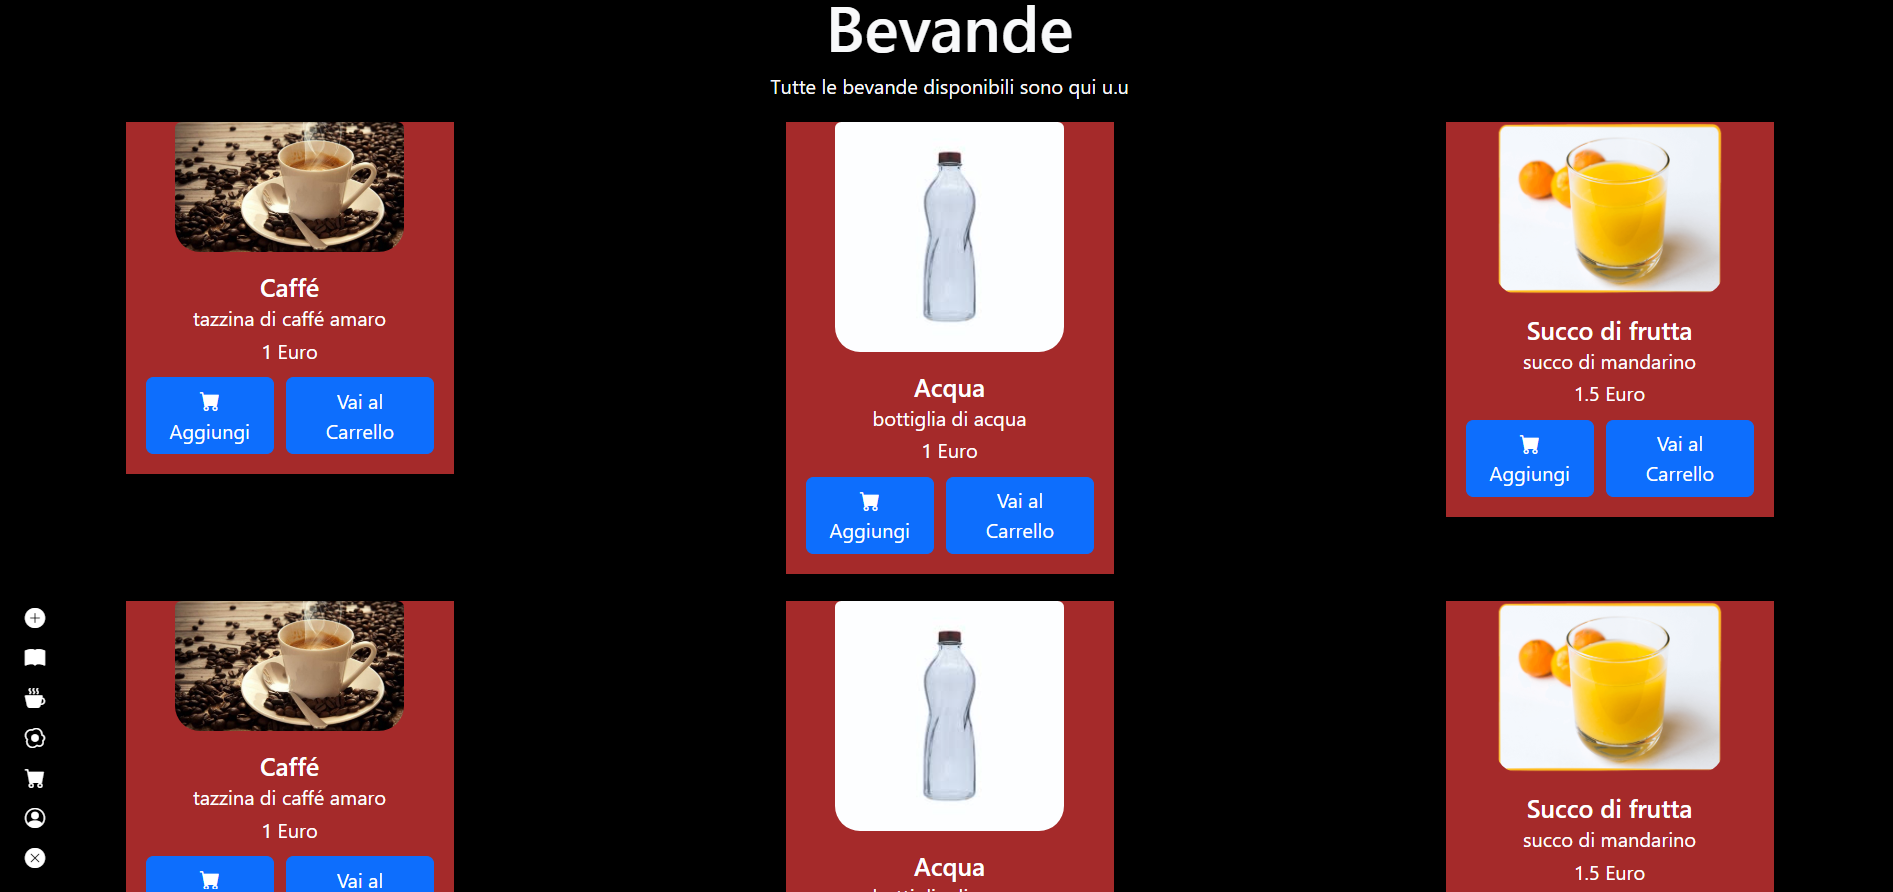 Bevande
Tutte le bevande disponibili sono qui u.u
Caffé
tazzina di caffé amaro
1 Euro
Aggiungi
Vai al
Carrello
Acqua
bottiglia di acqua
1 Euro
Aggiungi
Vai al
Carrello
Succo di frutta
succo di mandarino
1.5 Euro
Aggiungi
Vai al
Carrello
Caffé
tazzina di caffé amaro
1 Euro
Vai al
Acqua
Succo di frutta
succo di mandarino
1.5 Euro